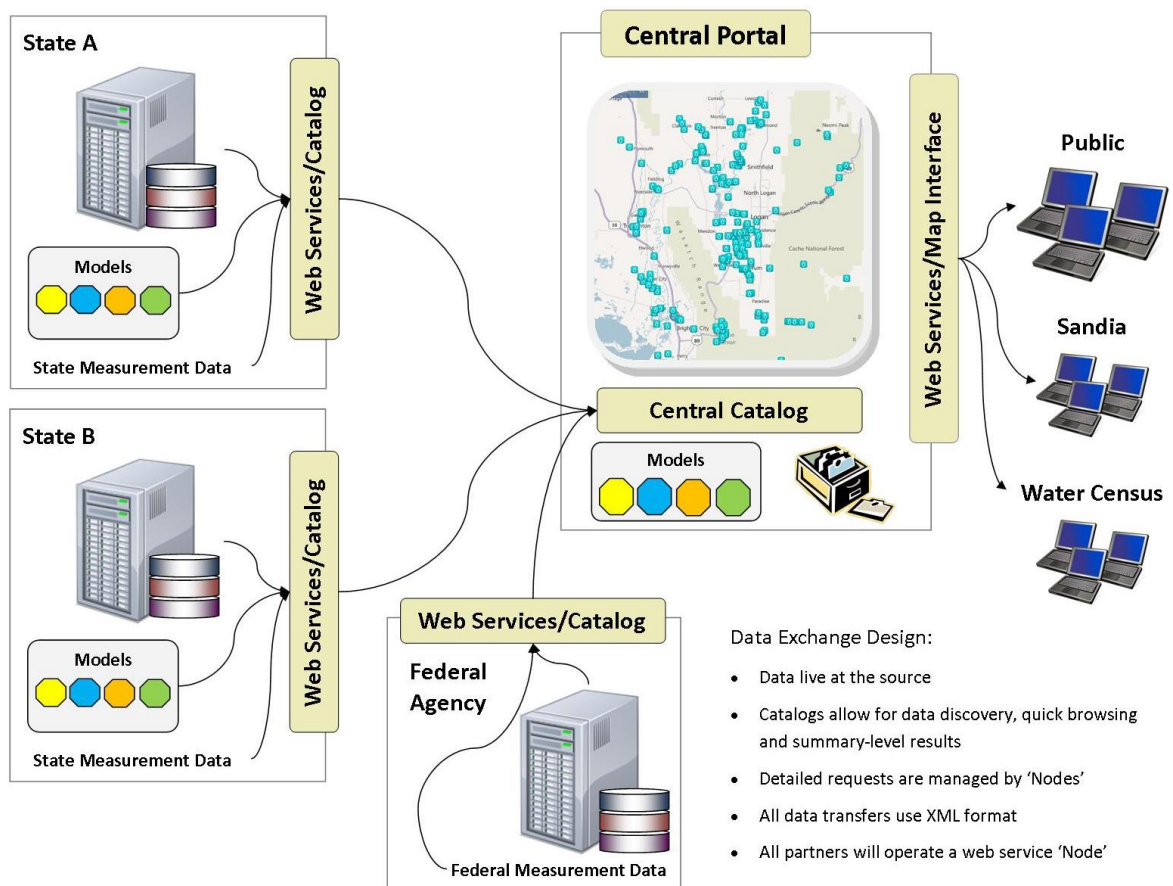 State A
Web Services/Catalog
Models
State Measurement Data
State B
Web Services/Catalog
Models
State Measurement Data
Central Portal
Smithfield
North Logan
Logan
Cache National Forest
Paradise
Central Catalog
Models
Web Services/Map Interface
Web Services/Catalog
Federal
Agency
Federal Measurement Data
Public
Sandia
Water Census
Data Exchange Design:
• Data live at the source
• Catalogs allow for data discovery, quick browsing
and summary-level results
• Detailed requests are managed by ‘Nodes’
• All data transfers use XML format
• All partners will operate a web service ‘Node’